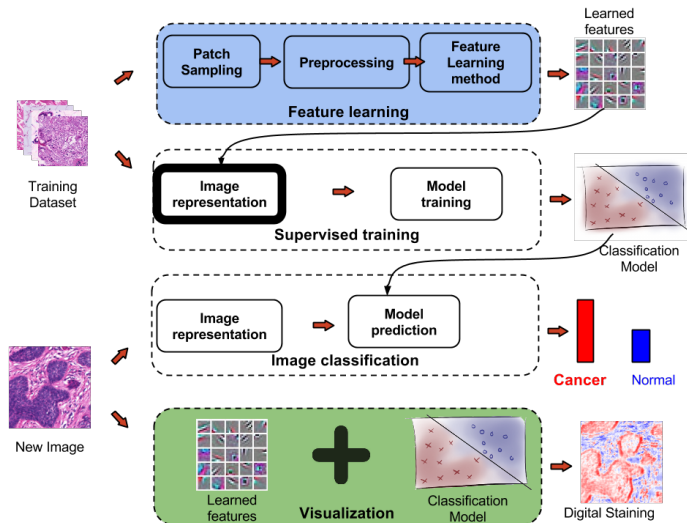 Learned
features
Patch
Sampling
Preprocessing
Feature
Learning
method
Feature learning
Training
Dataset
Image
representation
Model
training
Supervised training
Classification
Model
Image
representation
Model
prediction
Image classification
Cancer
Normal
New Image
Learned
features
Visualization
Classification
Model
Digital Staining